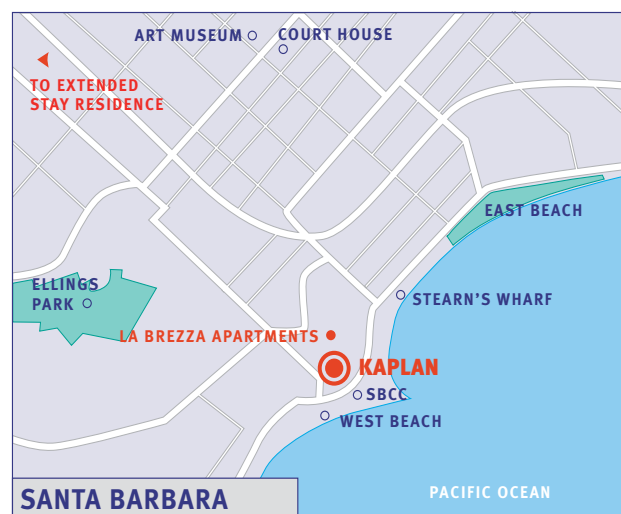 ART MUSEUM
COURT HOUSE
TO EXTENDED
STAY RESIDENCE
EAST BEACH
ELLINGS
PARK
STEARN'S WHARF
LA BREZZA APARTMENTS
KAPLAN
SBCC
WEST BEACH
SANTA BARBARA
PACIFIC OCEAN